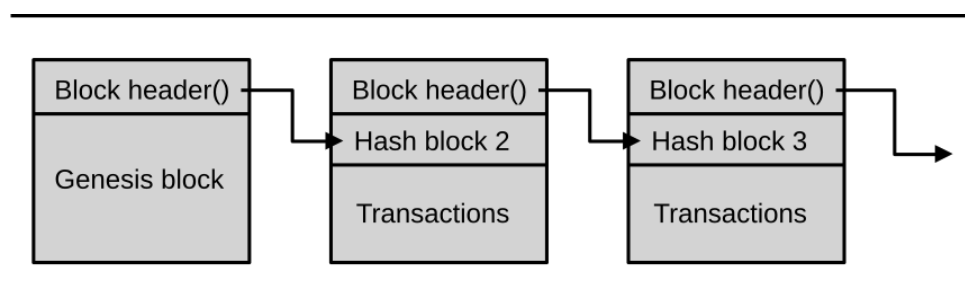 Block header()
Genesis block
Block header()
Hash block 2
Transactions
Block header()
Hash block 3
Transactions